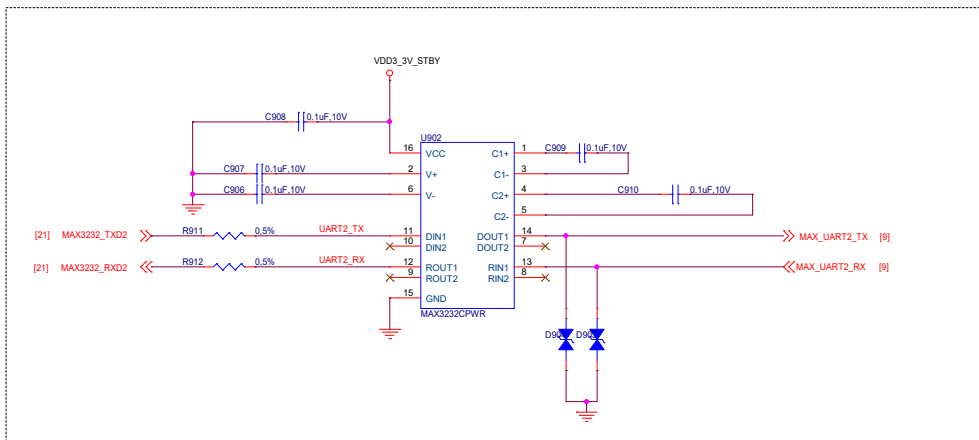 VDD3_3V_STBY
C908 0.1uF,10V
U902
16 VCC C1+ 1 C909 0.1uF,10V
C907 0.1uF,10V 2 V+ C1- 3
C906 0.1uF,10V 6 V- C2+ 4 C910 0.1uF,10V
C2- 5
[21] MAX3232_TXD2 R911 0,5% UART2_TX 11 DIN1 DOUT1 14 MAX_UART2_TX [9]
10 DIN2 DOUT2 7
[21] MAX3232_RXD2 R912 0,5% UART2_RX 12 ROUT1 RIN1 13 MAX_UART2_RX [9]
9 ROUT2 RIN2 8
15 GND
MAX3232CPWR